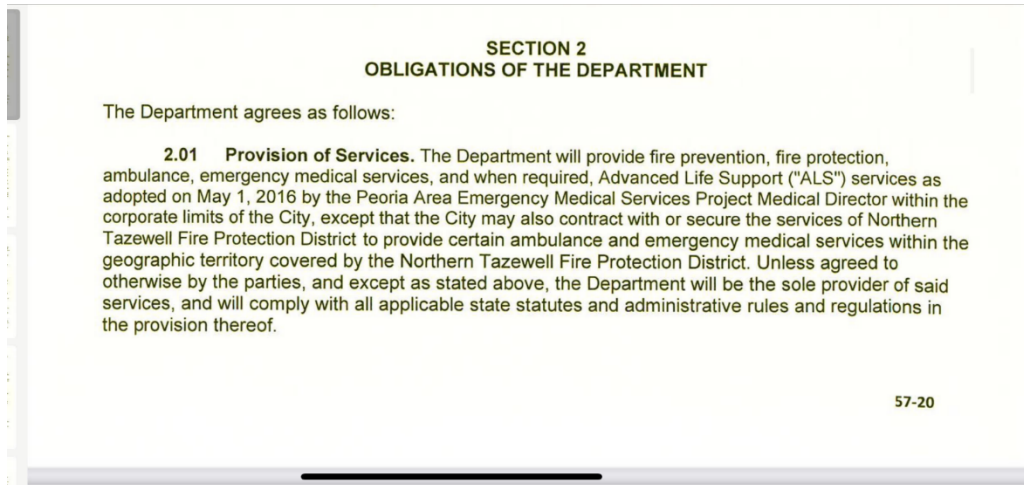 SECTION 2
OBLIGATIONS OF THE DEPARTMENT
The Department agrees as follows:
2.01 Provision of Services. The Department will provide fire prevention, fire protection,
ambulance, emergency medical services, and when required, Advanced Life Support ("ALS") services as
adopted on May 1, 2016 by the Peoria Area Emergency Medical Services Project Medical Director within the
corporate limits of the City, except that the City may also contract with or secure the services of Northern
Tazewell Fire Protection District to provide certain ambulance and emergency medical services within the
geographic territory covered by the Northern Tazewell Fire Protection District. Unless agreed to
otherwise by the parties, and except as stated above, the Department will be the sole provider of said
services, and will comply with all applicable state statutes and administrative rules and regulations in
the provision thereof.
57-20